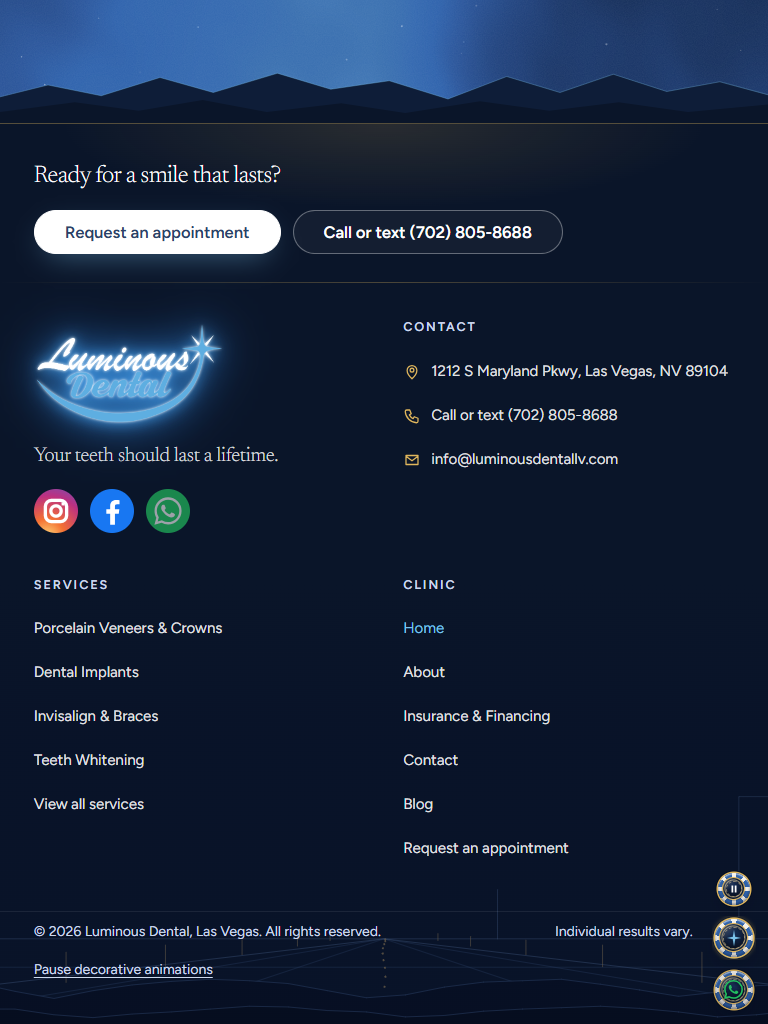 Ready for a smile that lasts?
Request an appointment
Call or text (702) 805-8688
Luminous
Dental
Your teeth should last a lifetime.
CONTACT
1212 S Maryland Pkwy, Las Vegas, NV 89104
Call or text (702) 805-8688
info@luminousdentallv.com
SERVICES
Porcelain Veneers & Crowns
Dental Implants
Invisalign & Braces
Teeth Whitening
View all services
CLINIC
Home
About
Insurance & Financing
Contact
Blog
Request an appointment
© 2026 Luminous Dental, Las Vegas. All rights reserved.
Individual results vary.
Pause decorative animations